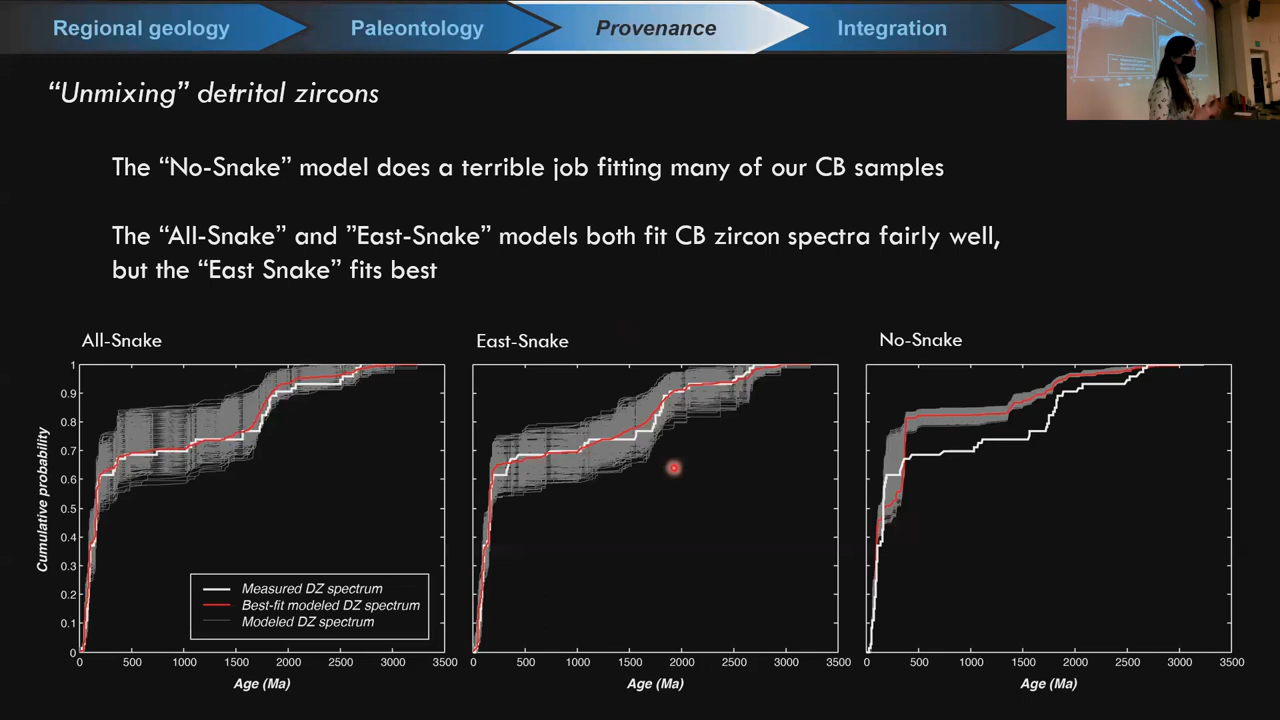 Regional geology
Paleontology
Provenance
Integration
“Unmixing” detrital zircons
The “No-Snake” model does a terrible job fitting many of our CB samples
The “All-Snake” and ”East-Snake” models both fit CB zircon spectra fairly well,
but the “East Snake” fits best
All-Snake
East-Snake
No-Snake
Cumulative probability
1
0.9
0.8
0.7
0.6
0.5
0.4
0.3
0.2
0.1
0
Measured DZ spectrum
Best-fit modeled DZ spectrum
Modeled DZ spectrum
0 500 1000 1500 2000 2500 3000 3500
0 500 1000 1500 2000 2500 3000 3500
0 500 1000 1500 2000 2500 3000 3500
Age (Ma)
Age (Ma)
Age (Ma)